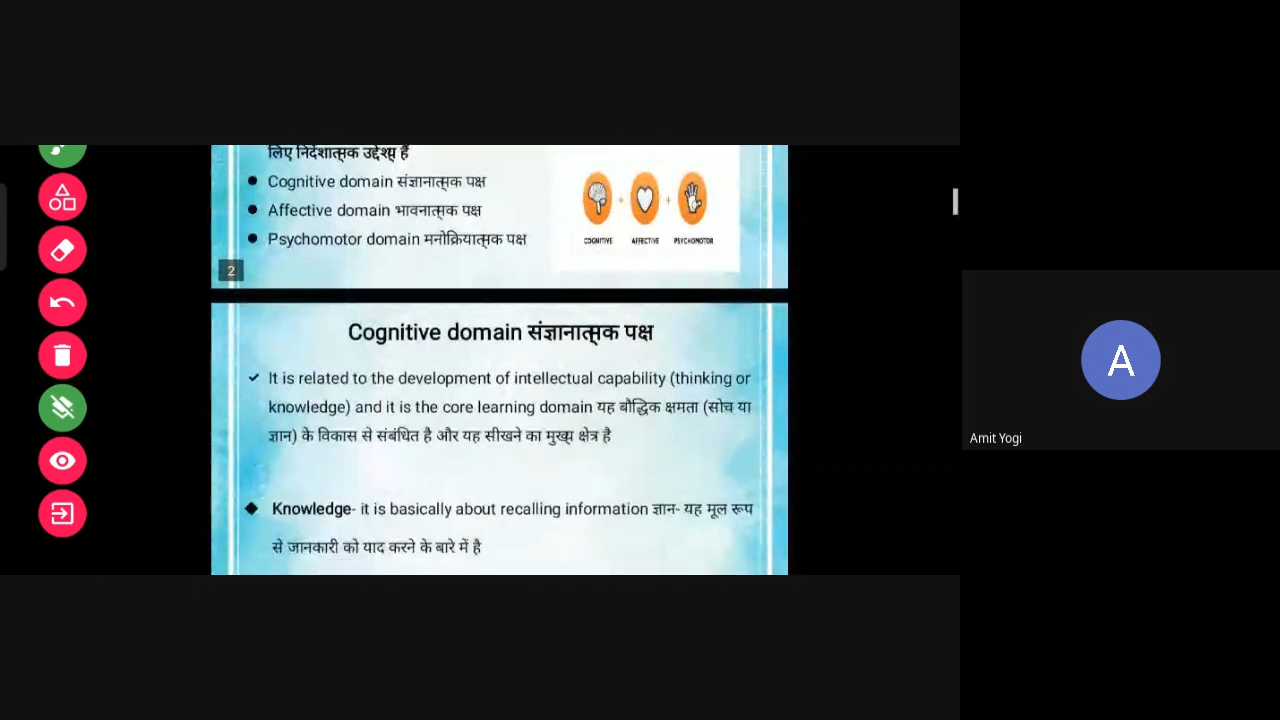 लिए निर्देशात्मक उद्देश्य हैं
● Cognitive domain संज्ञानात्मक पक्ष
● Affective domain भावनात्मक पक्ष
● Psychomotor domain मनोक्रियात्मक पक्ष
COGNITIVE AFFECTIVE PSYCHOMOTOR
2
Cognitive domain संज्ञानात्मक पक्ष
✓ It is related to the development of intellectual capability (thinking or
knowledge) and it is the core learning domain यह बौद्धिक क्षमता (सोच या
ज्ञान) के विकास से संबंधित है और यह सीखने का मुख्य क्षेत्र है
◆ Knowledge- it is basically about recalling information ज्ञान- यह मूल रूप
से जानकारी को याद करने के बारे में है
A
Amit Yogi